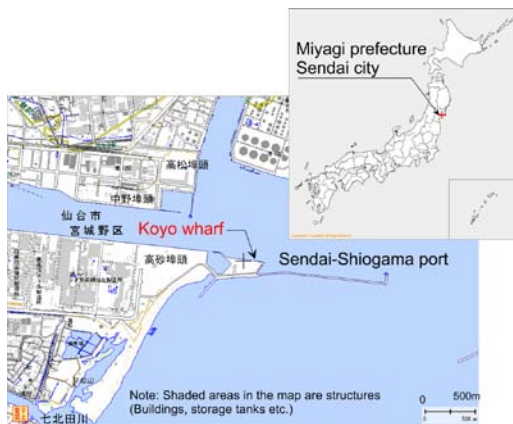 Miyagi prefecture
Sendai city
高松埠頭
中野埠頭
仙台市
宮城野区
Koyo wharf
高砂埠頭
Sendai-Shiogama port
Note: Shaded areas in the map are structures
(Buildings, storage tanks etc.)
七北田川
0 500m
0 500m